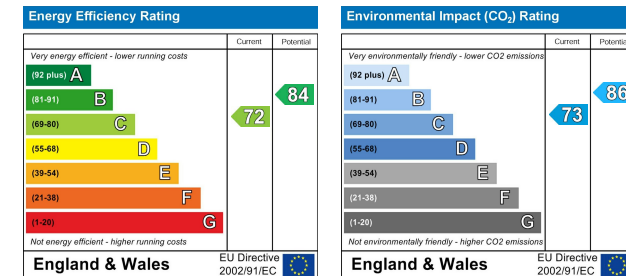 Energy Efficiency Rating
Current Potential
Very energy efficient - lower running costs
(92 plus) A
(81-91) B
(69-80) C
(55-68) D
(39-54) E
(21-38) F
(1-20) G
72
84
Not energy efficient - higher running costs
England & Wales
EU Directive
2002/91/EC
Environmental Impact (CO₂) Rating
Current Potential
Very environmentally friendly - lower CO2 emissions
(92 plus) A
(81-91) B
(69-80) C
(55-68) D
(39-54) E
(21-38) F
(1-20) G
73
86
Not environmentally friendly - higher CO2 emissions
England & Wales
EU Directive
2002/91/EC